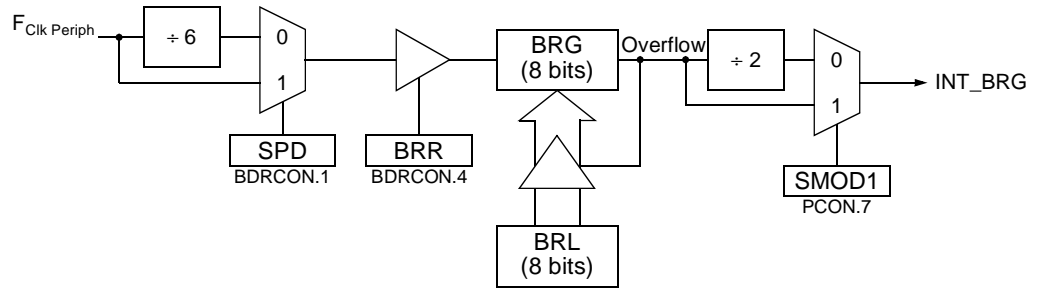 FClk Periph
÷ 6
0
1
SPD
BDRCON.1
BRR
BDRCON.4
BRG
(8 bits)
Overflow
÷ 2
0
1
INT_BRG
SMOD1
PCON.7
BRL
(8 bits)